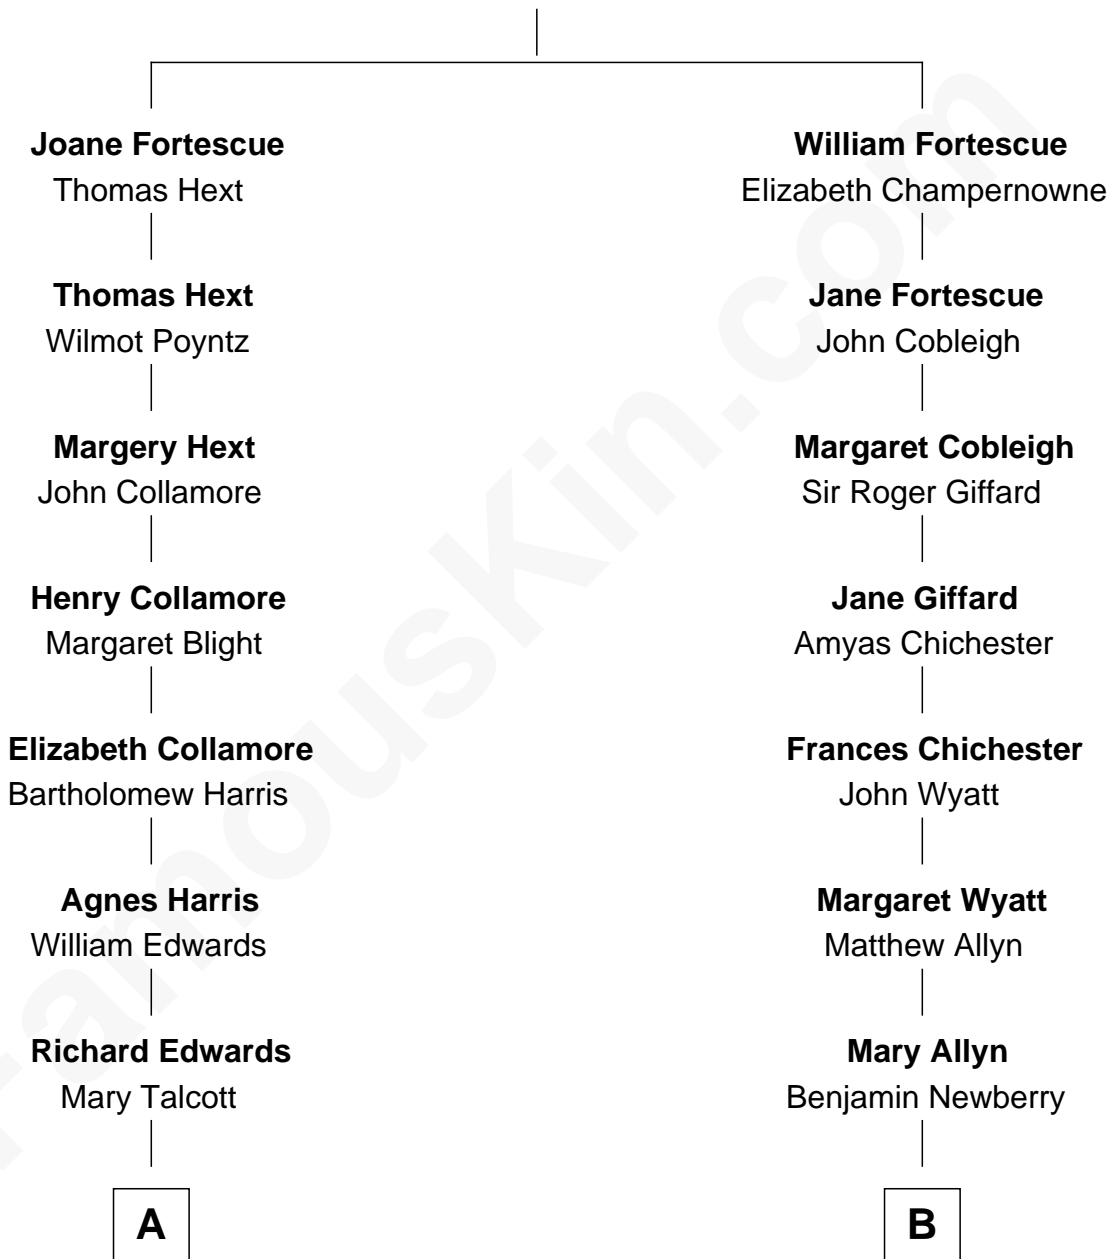 Joane Fortescue
Thomas Hext
Thomas Hext
Wilmot Poyntz
Margery Hext
John Collamore
Henry Collamore
Margaret Blight
Elizabeth Collamore
Bartholomew Harris
Agnes Harris
William Edwards
Richard Edwards
Mary Talcott
A
William Fortescue
Elizabeth Champernowne
Jane Fortescue
John Cobleigh
Margaret Cobleigh
Sir Roger Giffard
Jane Giffard
Amyas Chichester
Frances Chichester
John Wyatt
Margaret Wyatt
Matthew Allyn
Mary Allyn
Benjamin Newberry
B
FamousKin.com